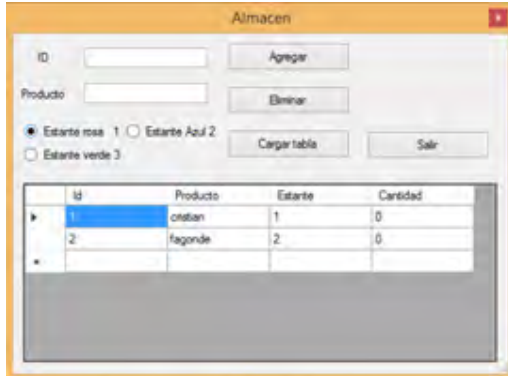 Almacen
x
ID
Agregar
Producto
Eliminar
Estante rosa 1
Estante Azul 2
Estante verde 3
Cargar tabla
Salir
Id Producto Estante Cantidad
1 cristian 1 0
2 fagonde 2 0